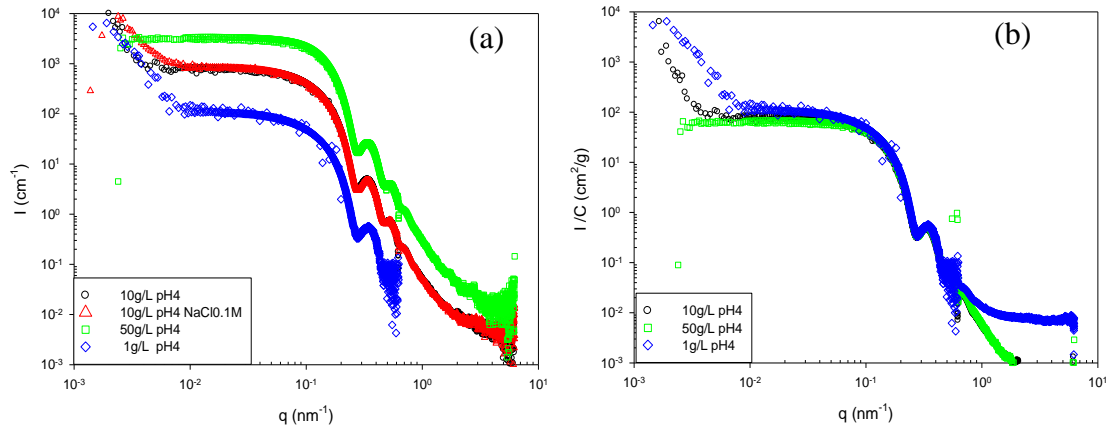 (a)
I (cm⁻¹)
10⁴
10³
10²
10¹
10⁰
10⁻¹
10⁻²
10⁻³
10g/L pH4
10g/L pH4 NaCl0.1M
50g/L pH4
1g/L pH4
10⁻³ 10⁻² 10⁻¹ 10⁰ 10¹
q (nm⁻¹)
(b)
I /C (cm²/g)
10⁴
10³
10²
10¹
10⁰
10⁻¹
10⁻²
10⁻³
10g/L pH4
50g/L pH4
1g/L pH4
10⁻³ 10⁻² 10⁻¹ 10⁰ 10¹
q (nm⁻¹)